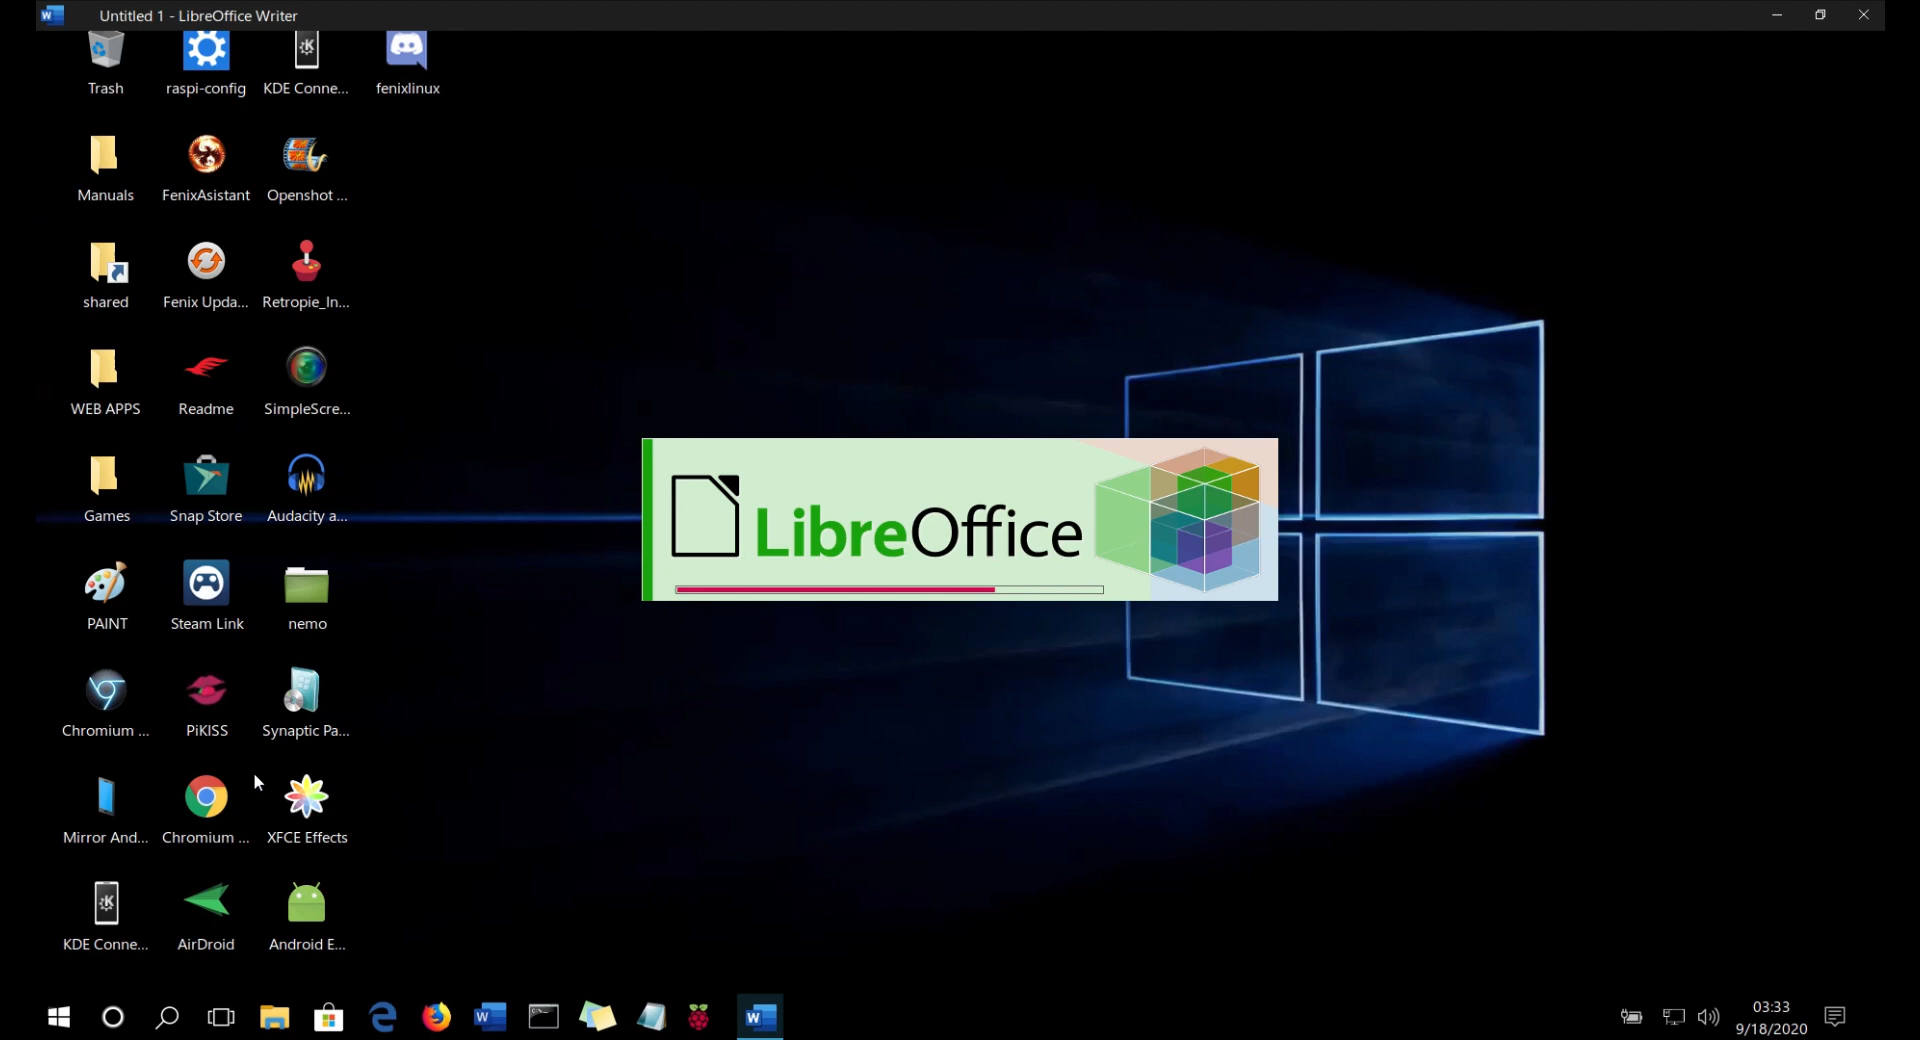 Untitled 1 - LibreOffice Writer
Trash
raspi-config
KDE Conne...
fenixlinux
Manuals
FenixAsistant
Openshot ...
shared
Fenix Upda...
Retropie_In...
WEB APPS
Readme
SimpleScre...
Games
Snap Store
Audacity a...
LibreOffice
PAINT
Steam Link
nemo
Chromium ...
PiKISS
Synaptic Pa...
Mirror And...
Chromium ...
XFCE Effects
KDE Conne...
AirDroid
Android E...
03:33
9/18/2020